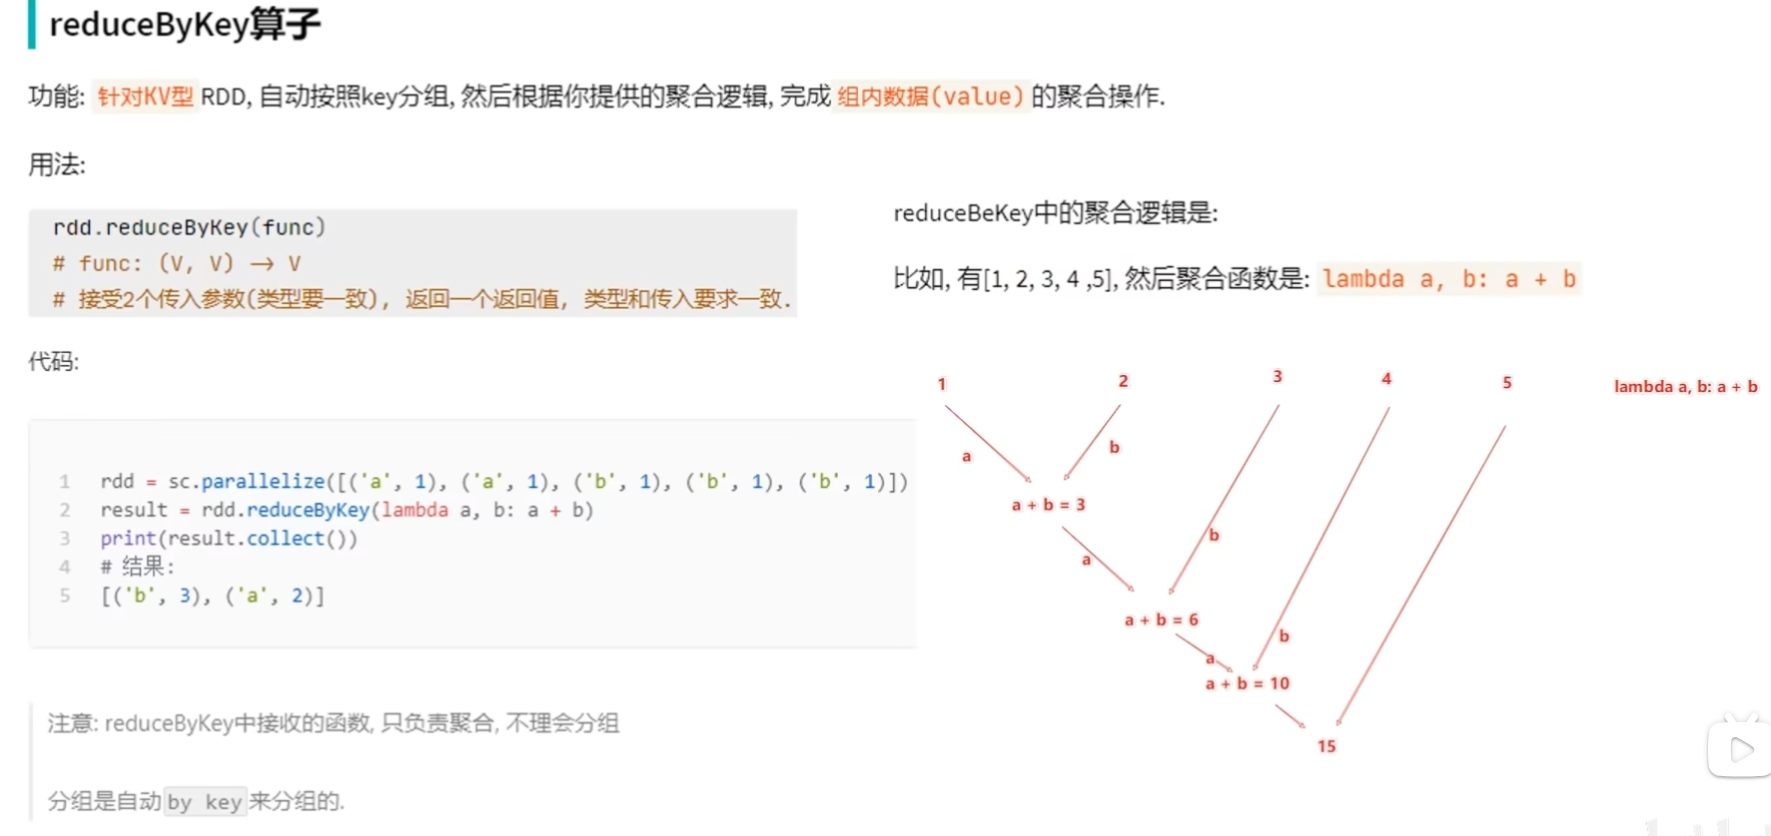 reduceByKey算子
功能: 针对KV型 RDD, 自动按照key分组, 然后根据你提供的聚合逻辑, 完成 组内数据(value) 的聚合操作.
用法:
rdd.reduceByKey(func)
# func: (V, V) → V
# 接受2个传入参数(类型要一致), 返回一个返回值, 类型和传入要求一致.
代码:
1 rdd = sc.parallelize([('a', 1), ('a', 1), ('b', 1), ('b', 1), ('b', 1)])
2 result = rdd.reduceByKey(lambda a, b: a + b)
3 print(result.collect())
4 # 结果:
5 [('b', 3), ('a', 2)]
注意: reduceByKey中接收的函数, 只负责聚合, 不理会分组
分组是自动 by key 来分组的.
reduceBeKey中的聚合逻辑是:
比如, 有[1, 2, 3, 4 ,5], 然后聚合函数是: lambda a, b: a + b
1 2 3 4 5 lambda a, b: a + b
a b
a + b = 3
a b
a + b = 6
a b
a + b = 10
15